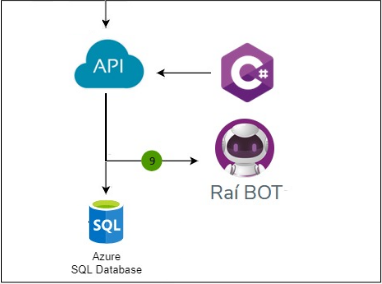 API
C#
9
Raí BOT
SQL
Azure
SQL Database